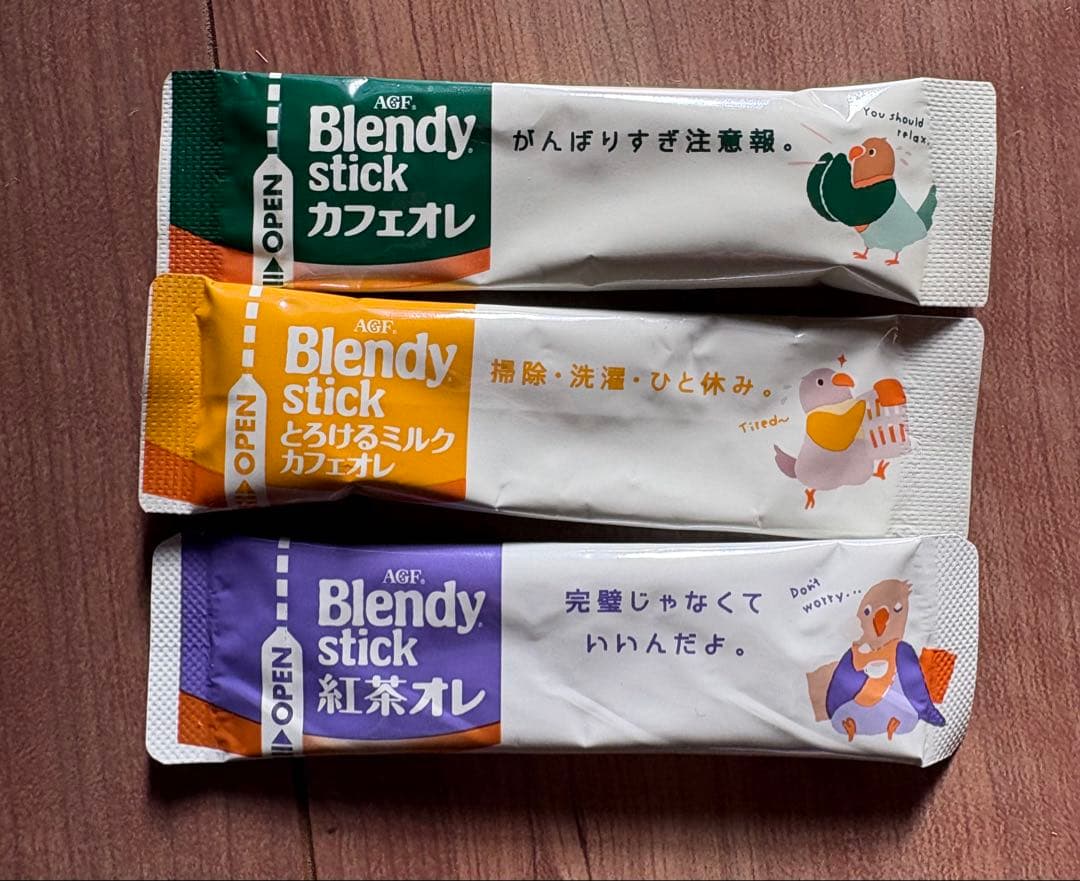 AGF®
Blendy®
stick
カフェオレ
OPEN
がんばりすぎ注意報。
You should
relax.
AGF®
Blendy®
stick
とろけるミルク
カフェオレ
OPEN
掃除・洗濯・ひと休み。
Tired~
AGF®
Blendy®
stick
紅茶オレ
OPEN
完璧じゃなくて
いいんだよ。
Don't
worry...